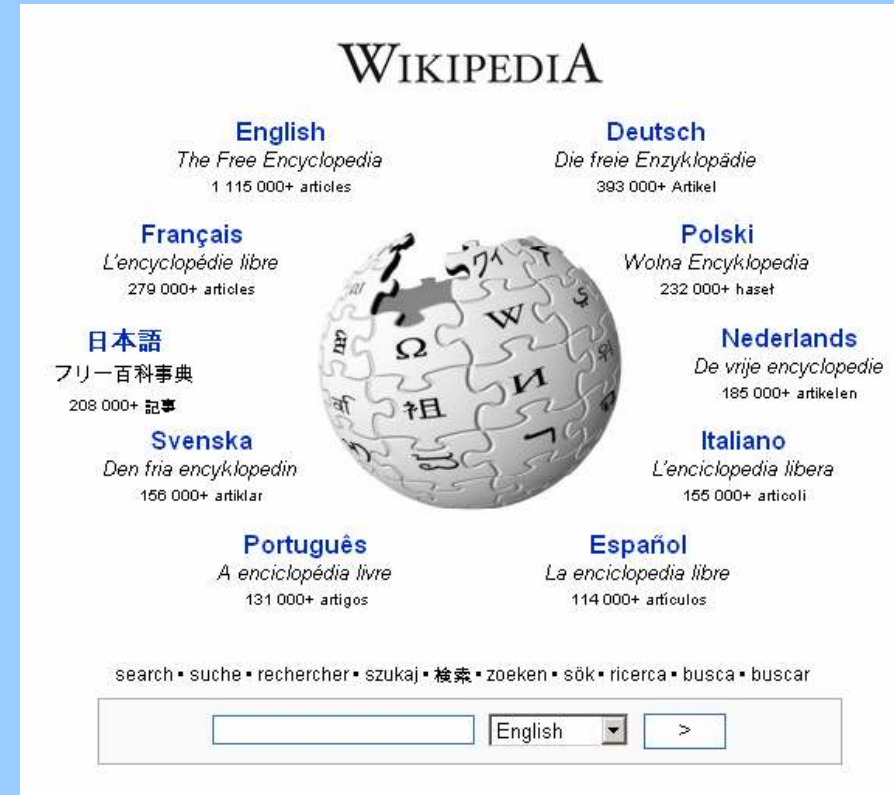 WIKIPEDIA
English
The Free Encyclopedia
1 115 000+ articles
Deutsch
Die freie Enzyklopädie
393 000+ Artikel
Français
L'encyclopédie libre
279 000+ articles
Polski
Wolna Encyklopedia
232 000+ haseł
日本語
フリー百科事典
208 000+ 記事
Nederlands
De vrije encyclopedie
185 000+ artikelen
Svenska
Den fria encyklopedin
156 000+ artiklar
Italiano
L'enciclopedia libera
155 000+ articoli
Português
A enciclopédia livre
131 000+ artigos
Español
La enciclopedia libre
114 000+ artículos
Ω W
祖 И
search • suche • rechercher • szukaj • 検索 • zoeken • sök • ricerca • busca • buscar
English >